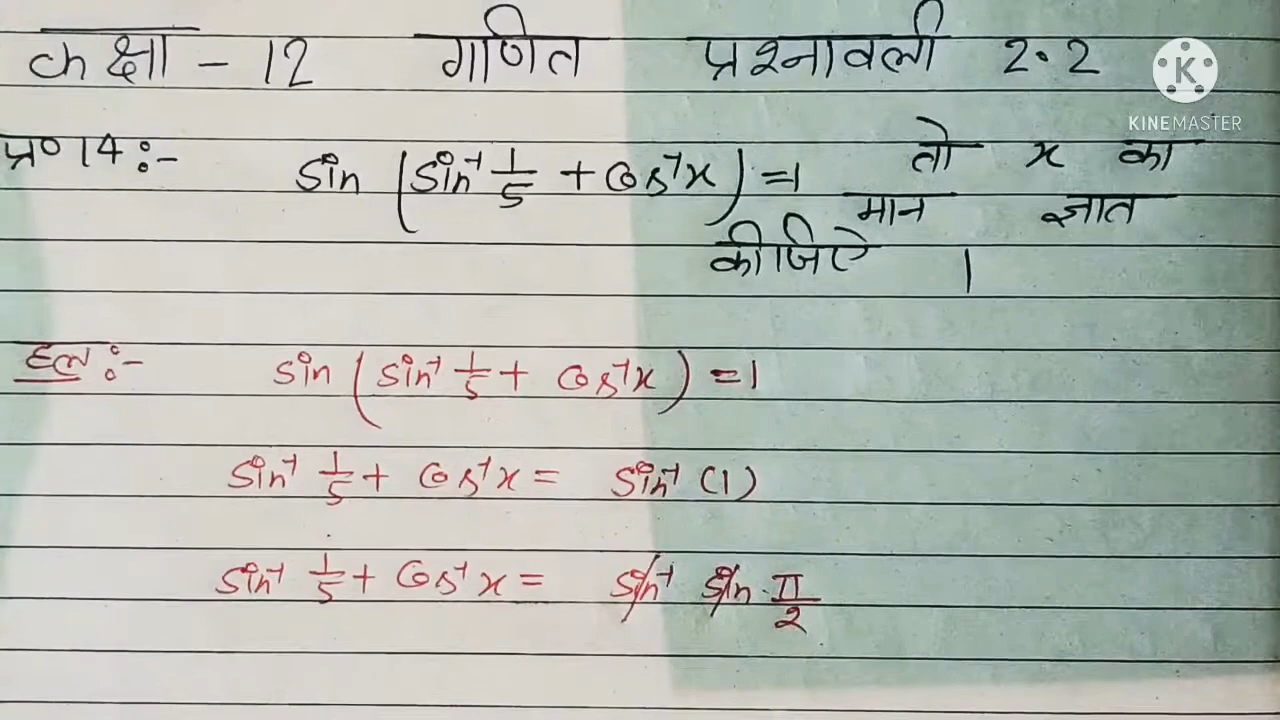 कक्षा - 12 गणित प्रश्नावली 2.2
K
KINEMASTER
प्र० 14:- sin (sin⁻¹ 1/5 + cos⁻¹x) = 1 तो x का
मान ज्ञात
कीजिऐ |
हल:- sin (sin⁻¹ 1/5 + cos⁻¹x) = 1
sin⁻¹ 1/5 + cos⁻¹x = sin⁻¹ (1)
sin⁻¹ 1/5 + cos⁻¹x = sin⁻¹ sin π/2